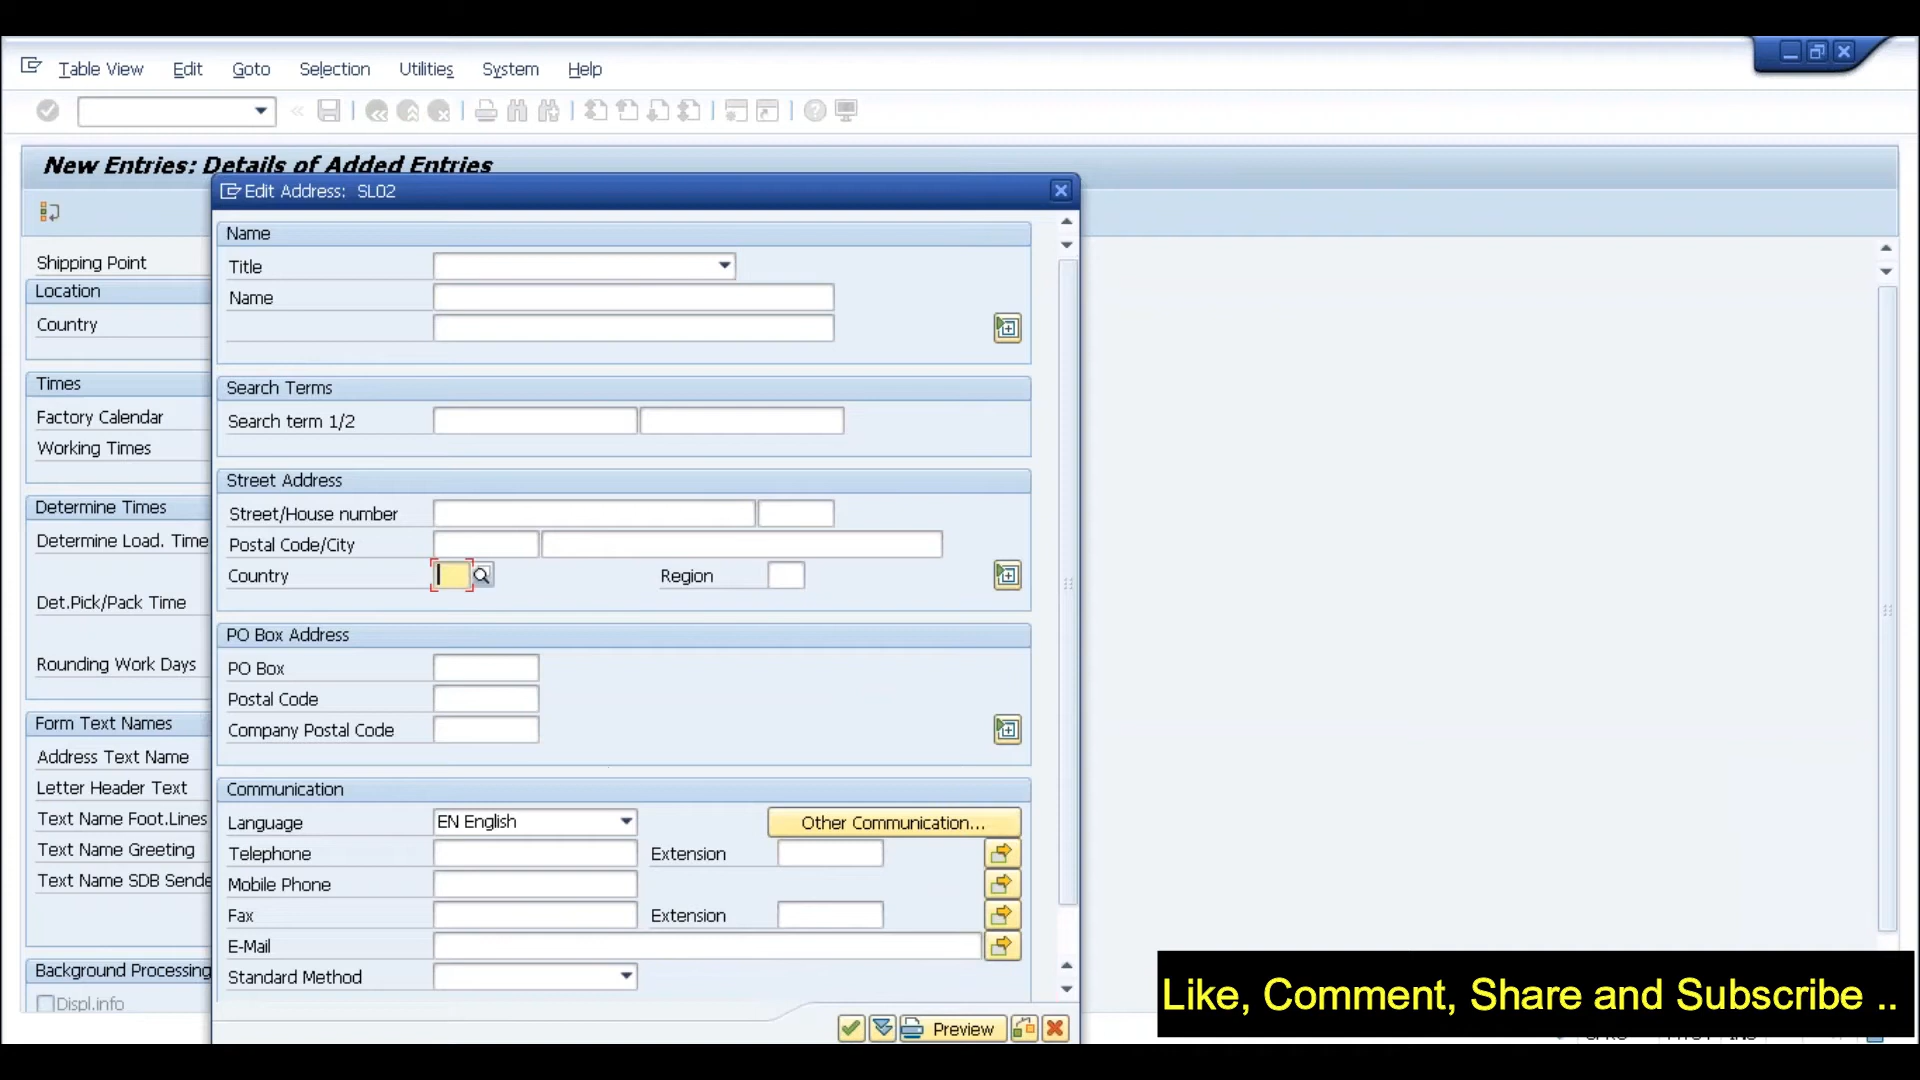 Table View Edit Goto Selection Utilities System Help
New Entries: Details of Added Entries
Edit Address: SL02
Shipping Point
Location
Country
Times
Factory Calendar
Working Times
Determine Times
Determine Load. Time
Det.Pick/Pack Time
Rounding Work Days
Form Text Names
Address Text Name
Letter Header Text
Text Name Foot.Lines
Text Name Greeting
Text Name SDB Sende
Background Processing
Displ.info
Name
Title
Name
Search Terms
Search term 1/2
Street Address
Street/House number
Postal Code/City
Country Region
PO Box Address
PO Box
Postal Code
Company Postal Code
Communication
Language EN English Other Communication...
Telephone Extension
Mobile Phone
Fax Extension
E-Mail
Standard Method
Preview
Like, Comment, Share and Subscribe ..